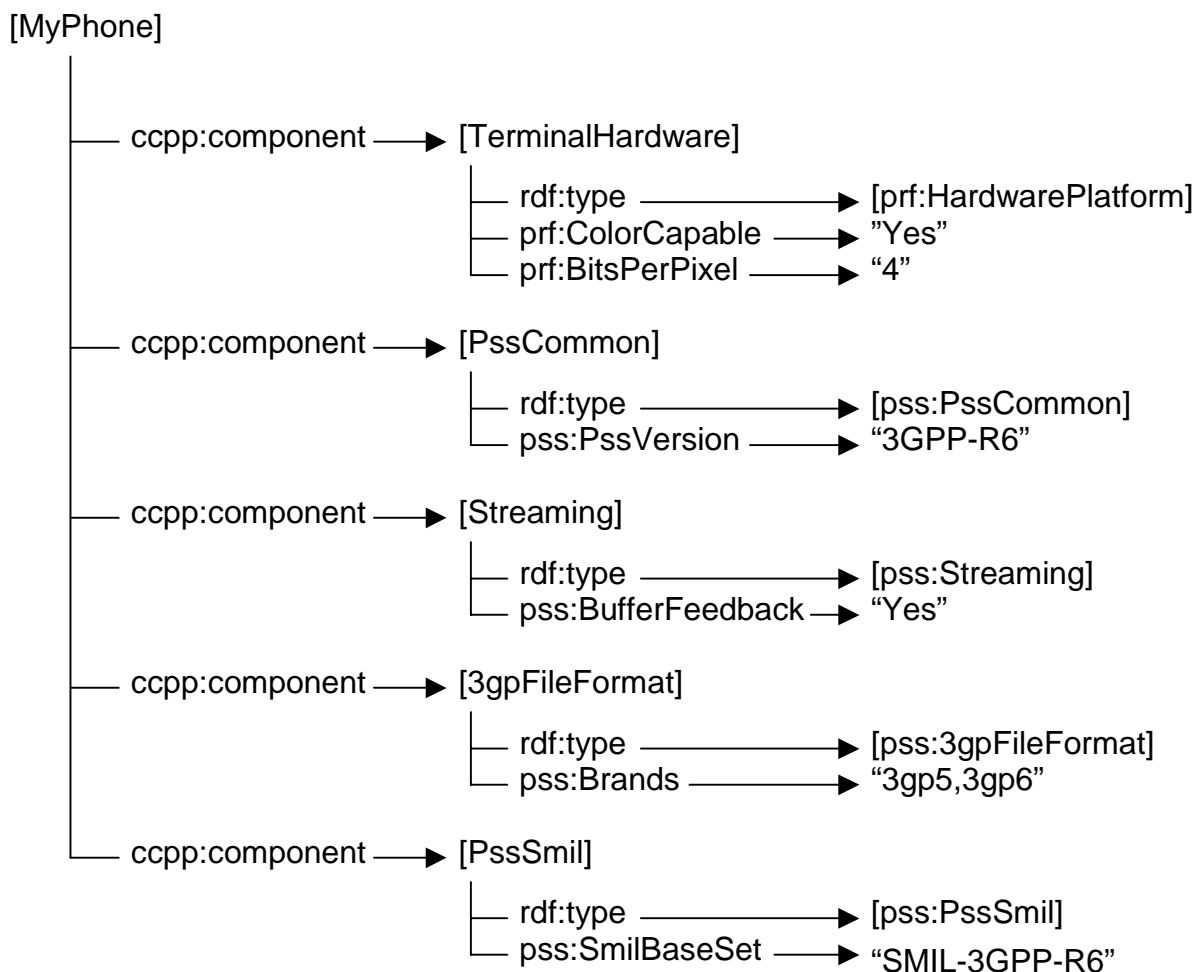 [MyPhone]
ccpp:component [TerminalHardware]
rdf:type [prf:HardwarePlatform]
prf:ColorCapable ”Yes”
prf:BitsPerPixel “4”
ccpp:component [PssCommon]
rdf:type [pss:PssCommon]
pss:PssVersion “3GPP-R6”
ccpp:component [Streaming]
rdf:type [pss:Streaming]
pss:BufferFeedback “Yes”
ccpp:component [3gpFileFormat]
rdf:type [pss:3gpFileFormat]
pss:Brands “3gp5,3gp6”
ccpp:component [PssSmil]
rdf:type [pss:PssSmil]
pss:SmilBaseSet “SMIL-3GPP-R6”